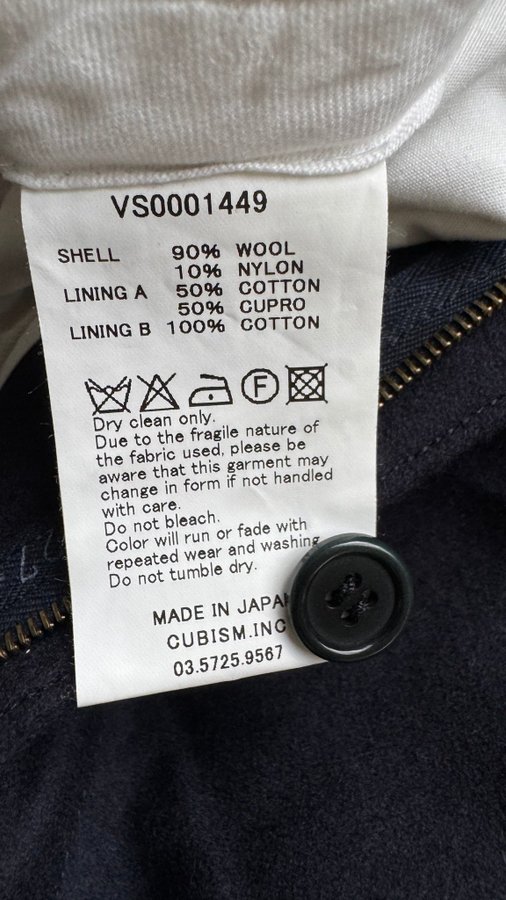 VS0001449
SHELL 90% WOOL
10% NYLON
LINING A 50% COTTON
50% CUPRO
LINING B 100% COTTON
F
Dry clean only.
Due to the fragile nature of
the fabric used, please be
aware that this garment may
change in form if not handled
with care.
Do not bleach.
Color will run or fade with
repeated wear and washing.
Do not tumble dry.
MADE IN JAPAN
CUBISM.INC
03.5725.9567